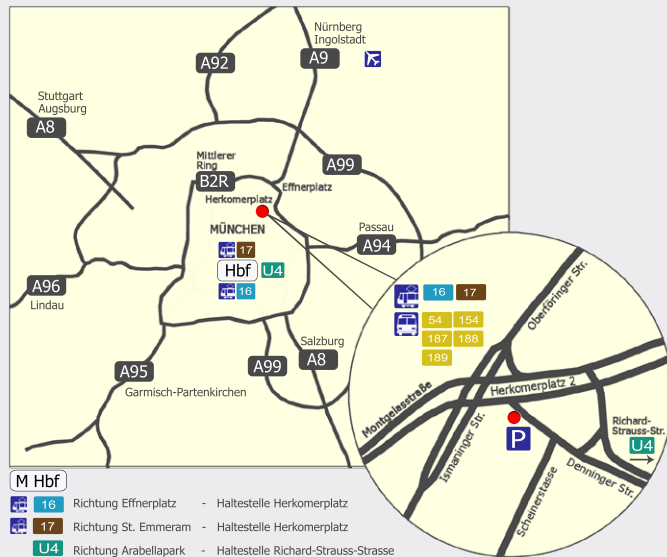 Nürnberg
Ingolstadt
A92
A9
Stuttgart
Augsburg
A8
Mittlerer
Ring
A99
B2R
Effnerplatz
Herkomerplatz
MÜNCHEN
Passau
A94
17
Hbf U4
16
A96
Lindau
Salzburg
A8
A99
A95
Garmisch-Partenkirchen
16 17
54 154
187 188
189
Oberföringer Str.
Montgelasstraße
Herkomerplatz 2
Ismaninger Str.
P
Richard-
Strauss-Str.
U4
Denninger Str.
Scheinerstasse
M Hbf
16 Richtung Effnerplatz - Haltestelle Herkomerplatz
17 Richtung St. Emmeram - Haltestelle Herkomerplatz
U4 Richtung Arabellapark - Haltestelle Richard-Strauss-Strasse